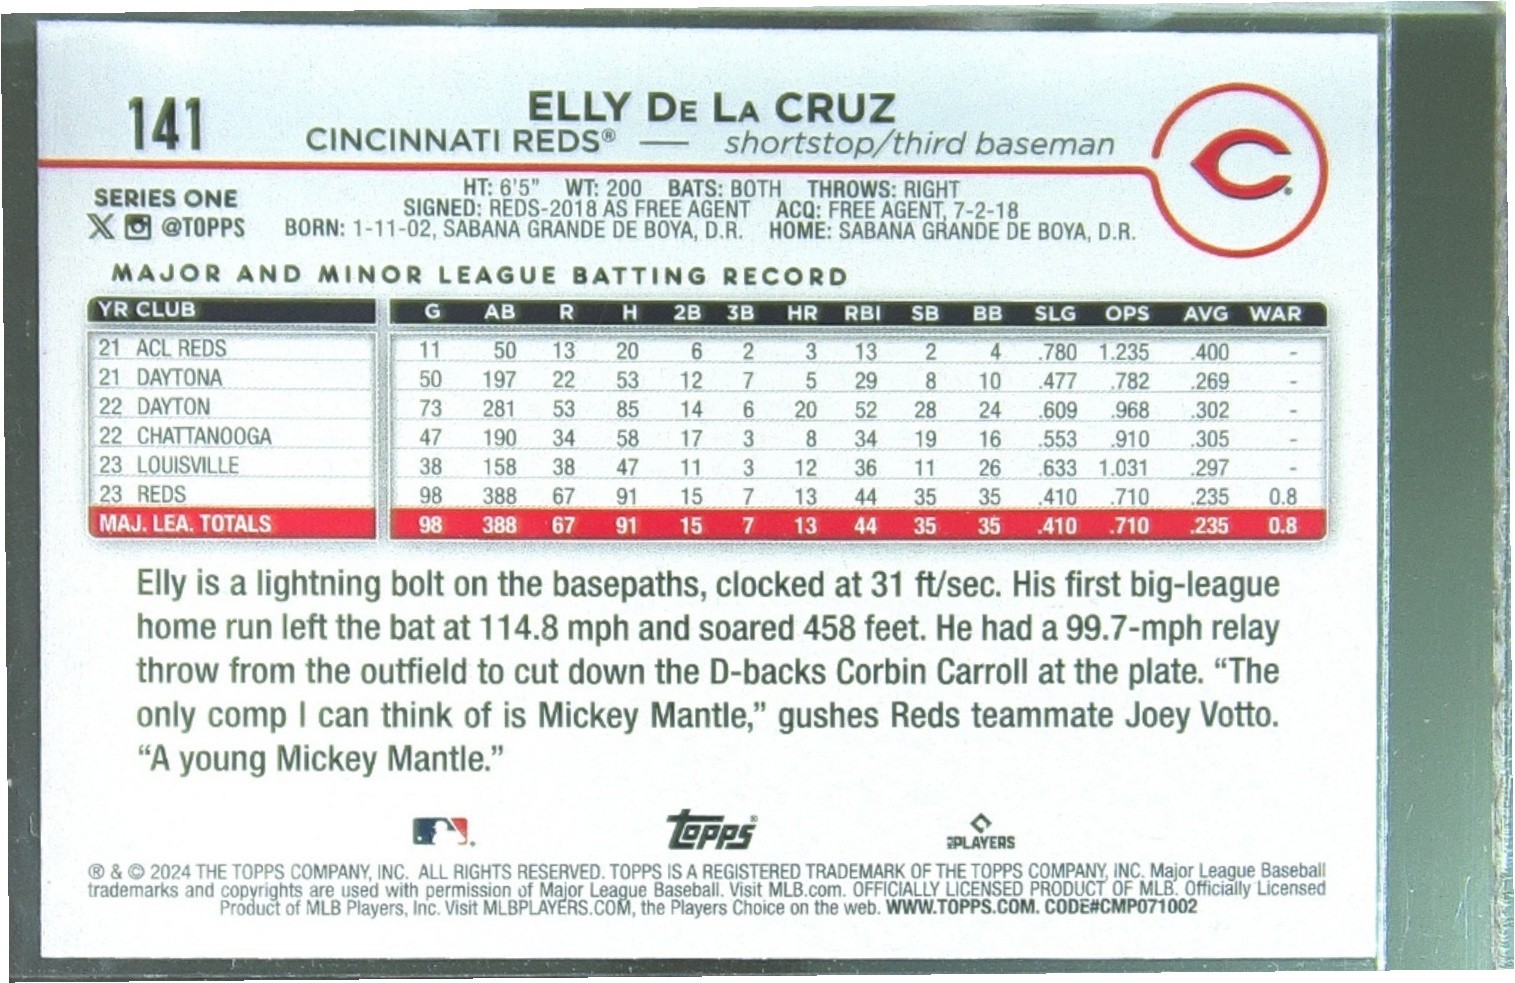 141
ELLY DE LA CRUZ
CINCINNATI REDS® — shortstop/third baseman
C
SERIES ONE
X @TOPPS
HT: 6'5" WT: 200 BATS: BOTH THROWS: RIGHT
SIGNED: REDS-2018 AS FREE AGENT ACQ: FREE AGENT, 7-2-18
BORN: 1-11-02, SABANA GRANDE DE BOYA, D.R. HOME: SABANA GRANDE DE BOYA, D.R.
MAJOR AND MINOR LEAGUE BATTING RECORD
YR CLUB G AB R H 2B 3B HR RBI SB BB SLG OPS AVG WAR
21 ACL REDS 11 50 13 20 6 2 3 13 2 4 .780 1.235 .400 -
21 DAYTONA 50 197 22 53 12 7 5 29 8 10 .477 .782 .269 -
22 DAYTON 73 281 53 85 14 6 20 52 28 24 .609 .968 .302 -
22 CHATTANOOGA 47 190 34 58 17 3 8 34 19 16 .553 .910 .305 -
23 LOUISVILLE 38 158 38 47 11 3 12 36 11 26 .633 1.031 .297 -
23 REDS 98 388 67 91 15 7 13 44 35 35 .410 .710 .235 0.8
MAJ. LEA. TOTALS 98 388 67 91 15 7 13 44 35 35 .410 .710 .235 0.8
Elly is a lightning bolt on the basepaths, clocked at 31 ft/sec. His first big-league
home run left the bat at 114.8 mph and soared 458 feet. He had a 99.7-mph relay
throw from the outfield to cut down the D-backs Corbin Carroll at the plate. “The
only comp I can think of is Mickey Mantle,” gushes Reds teammate Joey Votto.
“A young Mickey Mantle.”
topps®
MLBPLAYERS
® & © 2024 THE TOPPS COMPANY, INC. ALL RIGHTS RESERVED. TOPPS IS A REGISTERED TRADEMARK OF THE TOPPS COMPANY, INC. Major League Baseball
trademarks and copyrights are used with permission of Major League Baseball. Visit MLB.com. OFFICIALLY LICENSED PRODUCT OF MLB. Officially Licensed
Product of MLB Players, Inc. Visit MLBPLAYERS.COM, the Players Choice on the web. WWW.TOPPS.COM. CODE#CMP071002